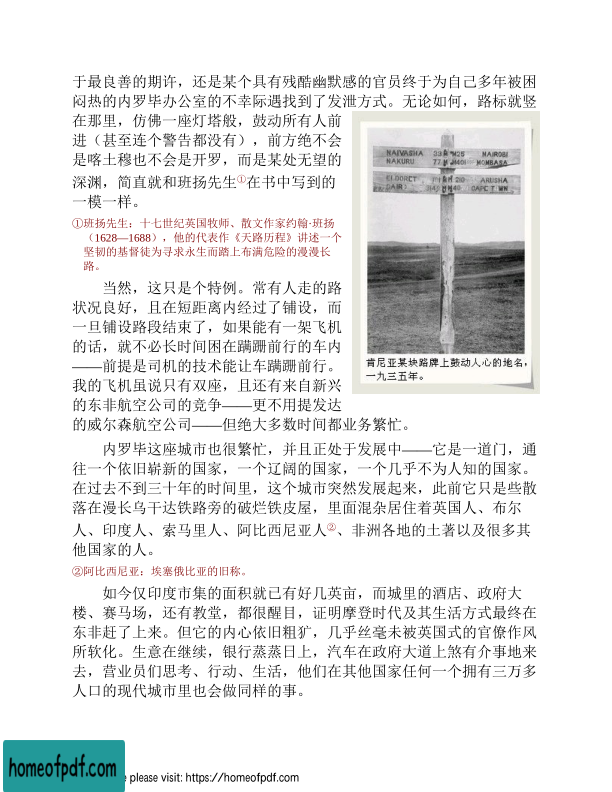 于最良善的期许，还是某个具有残酷幽默感的官员终于为自己多年被困
闷热的内罗毕办公室的不幸际遇找到了发泄方式。无论如何，路标就竖
在那里，仿佛一座灯塔般，鼓动所有人前
进（甚至连个警告都没有），前方绝不会
是喀土穆也不会是开罗，而是某处无望的
深渊，简直就和班扬先生①在书中写到的
一模一样。
①班扬先生：十七世纪英国牧师、散文作家约翰·班扬
（1628—1688），他的代表作《天路历程》讲述一个
坚韧的基督徒为寻求永生而踏上布满危险的漫漫长
路。
NAIVASHA
NAIROBI
NAKURU
MOMBASA
ELDORET
ARUSHA
肯尼亚某块路牌上鼓动人心的地名，
一九三五年。
当然，这只是个特例。常有人走的路
状况良好，且在短距离内经过了铺设，而
一旦铺设路段结束了，如果能有一架飞机
的话，就不必长时间困在蹒跚前行的车内
——前提是司机的技术能让车蹒跚前行。
我的飞机虽说只有双座，且还有来自新兴
的东非航空公司的竞争——更不用提发达
的威尔森航空公司——但绝大多数时间都业务繁忙。
内罗毕这座城市也很繁忙，并且正处于发展中——它是一道门，通
往一个依旧崭新的国家，一个辽阔的国家，一个几乎不为人知的国家。
在过去不到三十年的时间里，这个城市突然发展起来，此前它只是些散
落在漫长乌干达铁路旁的破烂铁皮屋，里面混杂居住着英国人、布尔
人、印度人、索马里人、阿比西尼亚人②、非洲各地的土著以及很多其
他国家的人。
②阿比西尼亚：埃塞俄比亚的旧称。
如今仅印度市集的面积就已有好几英亩，而城里的酒店、政府大
楼、赛马场，还有教堂，都很醒目，证明摩登时代及其生活方式最终在
东非赶了上来。但它的内心依旧粗犷，几乎丝毫未被英国式的官僚作风
所软化。生意在继续，银行蒸蒸日上，汽车在政府大道上煞有介事地来
去，营业员们思考、行动、生活，他们在其他国家任何一个拥有三万多
人口的现代城市里也会做同样的事。
homeofpdf.com
e please visit: https://homeofpdf.com